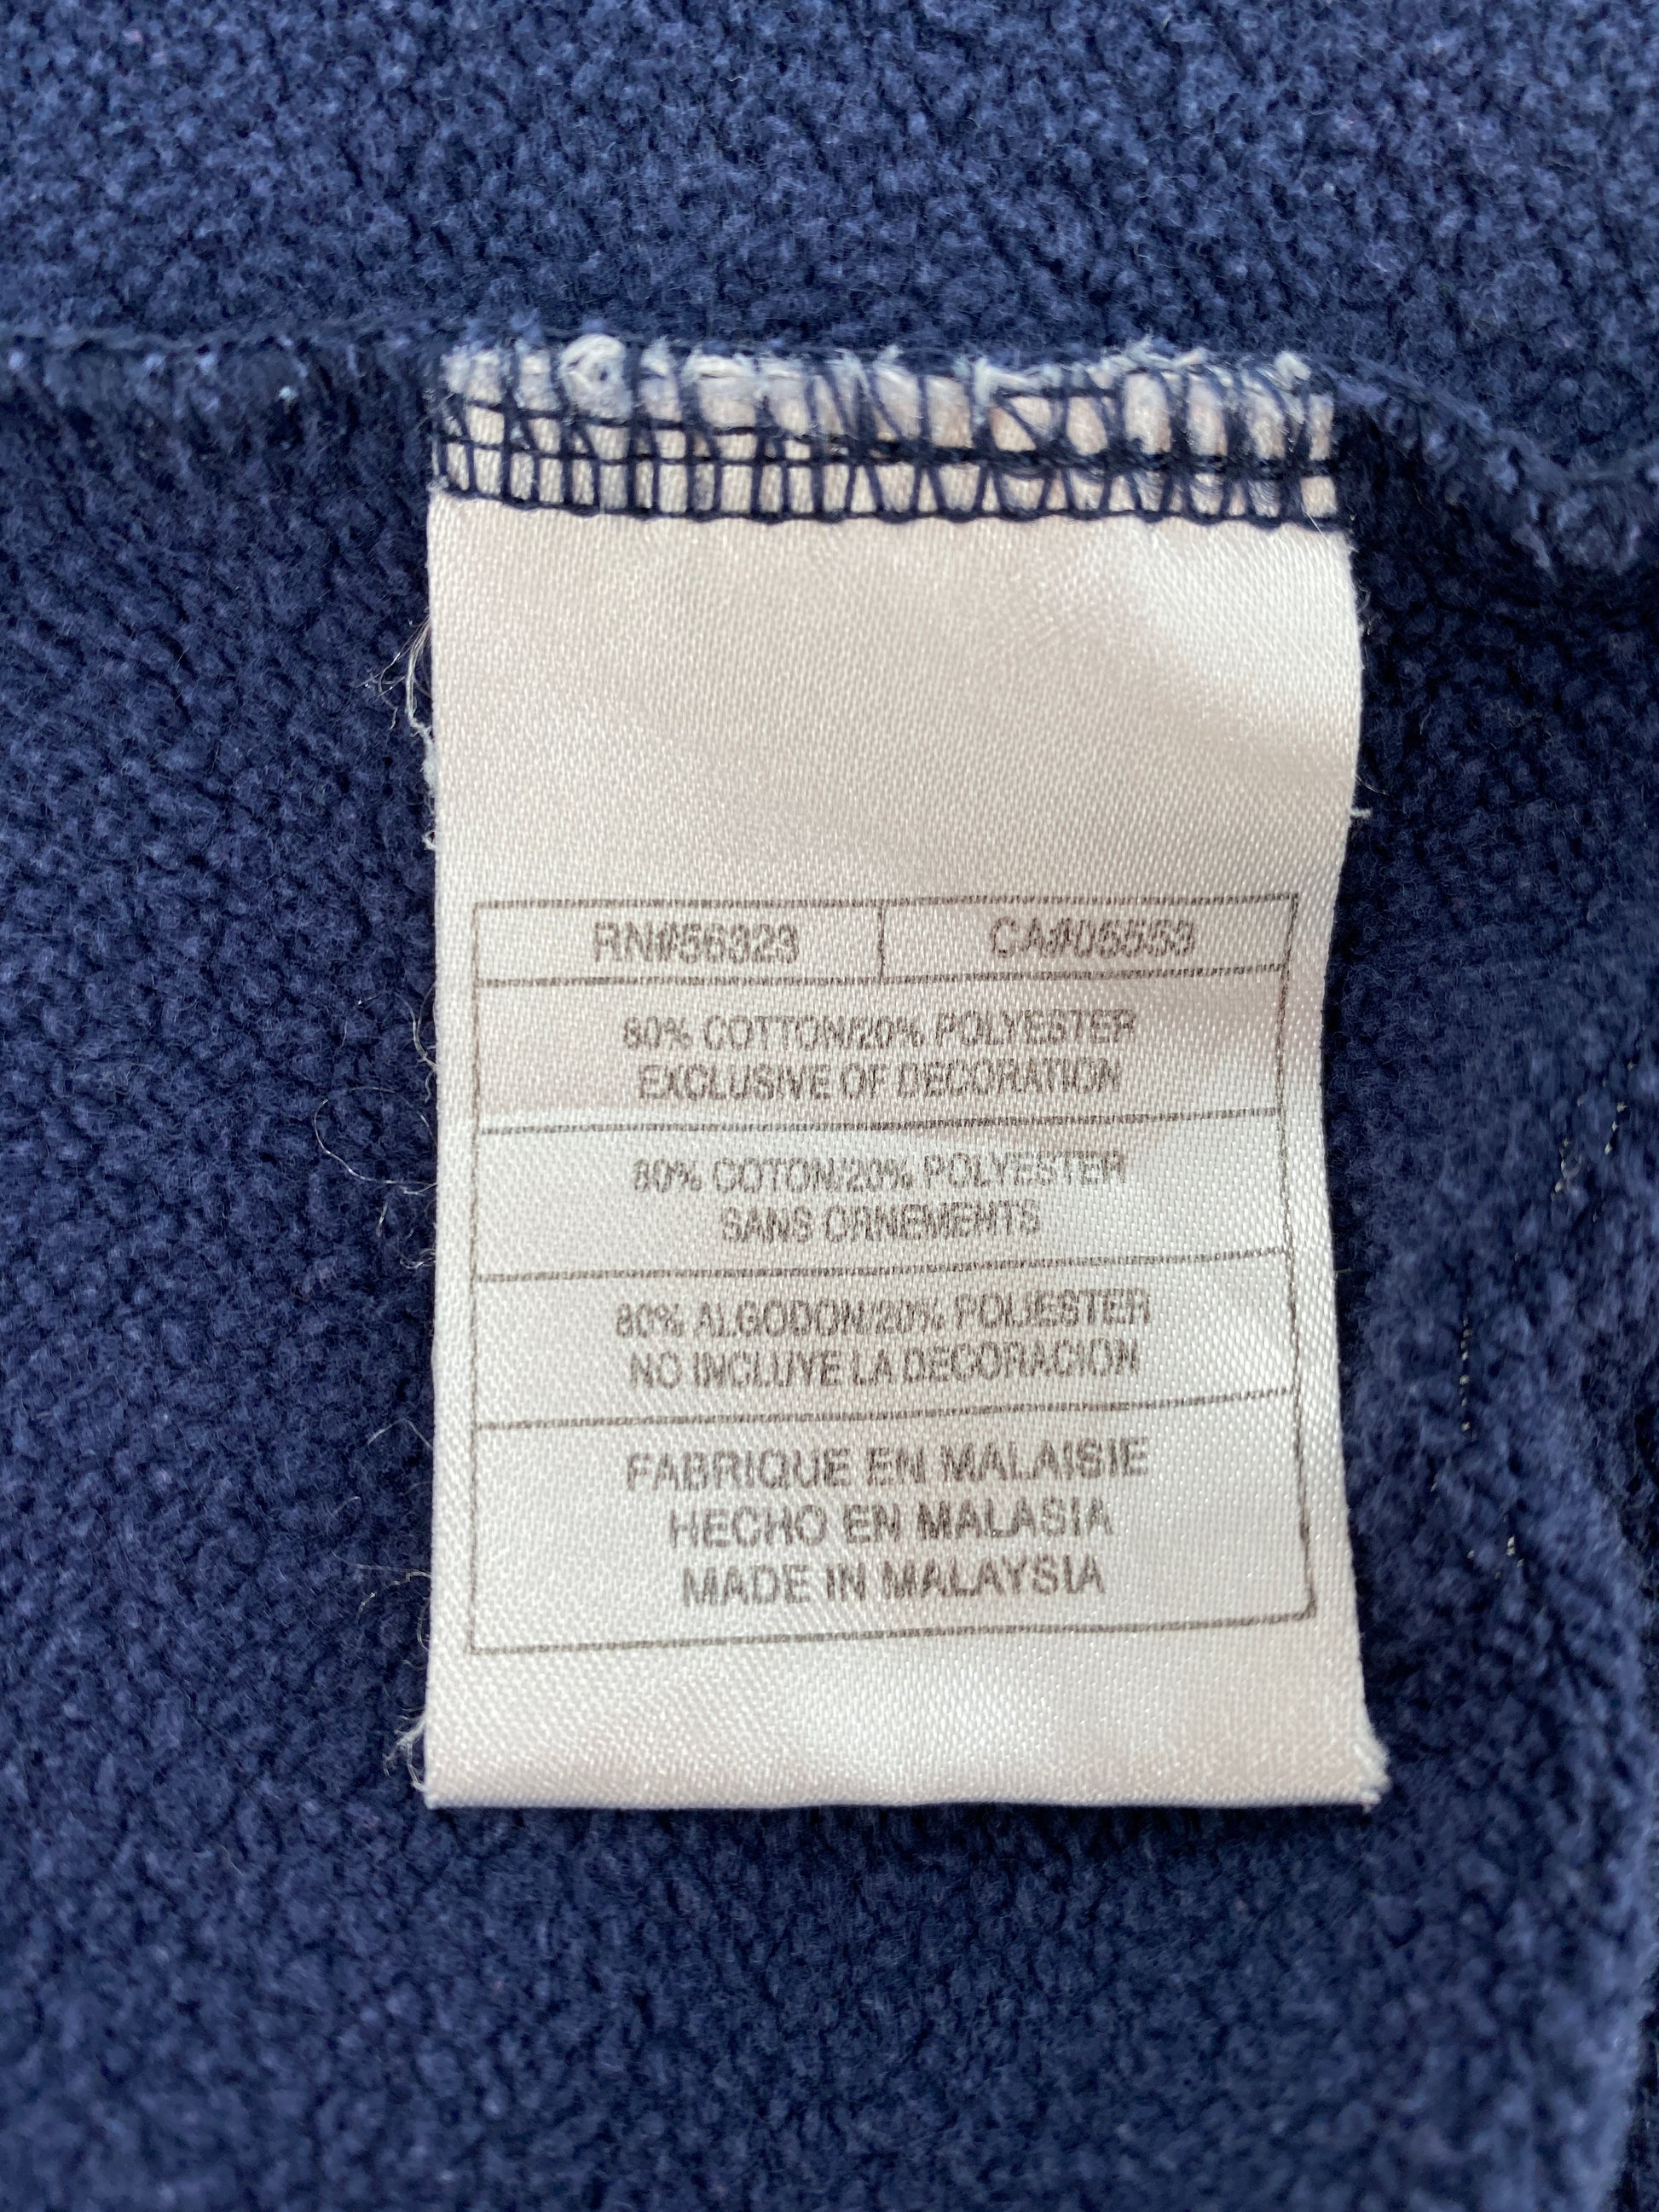 RN#56323 CA#05553
80% COTTON/20% POLYESTER
EXCLUSIVE OF DECORATION
80% COTON/20% POLYESTER
SANS ORNEMENTS
80% ALGODON/20% POLIESTER
NO INCLUYE LA DECORACION
FABRIQUE EN MALAISIE
HECHO EN MALASIA
MADE IN MALAYSIA